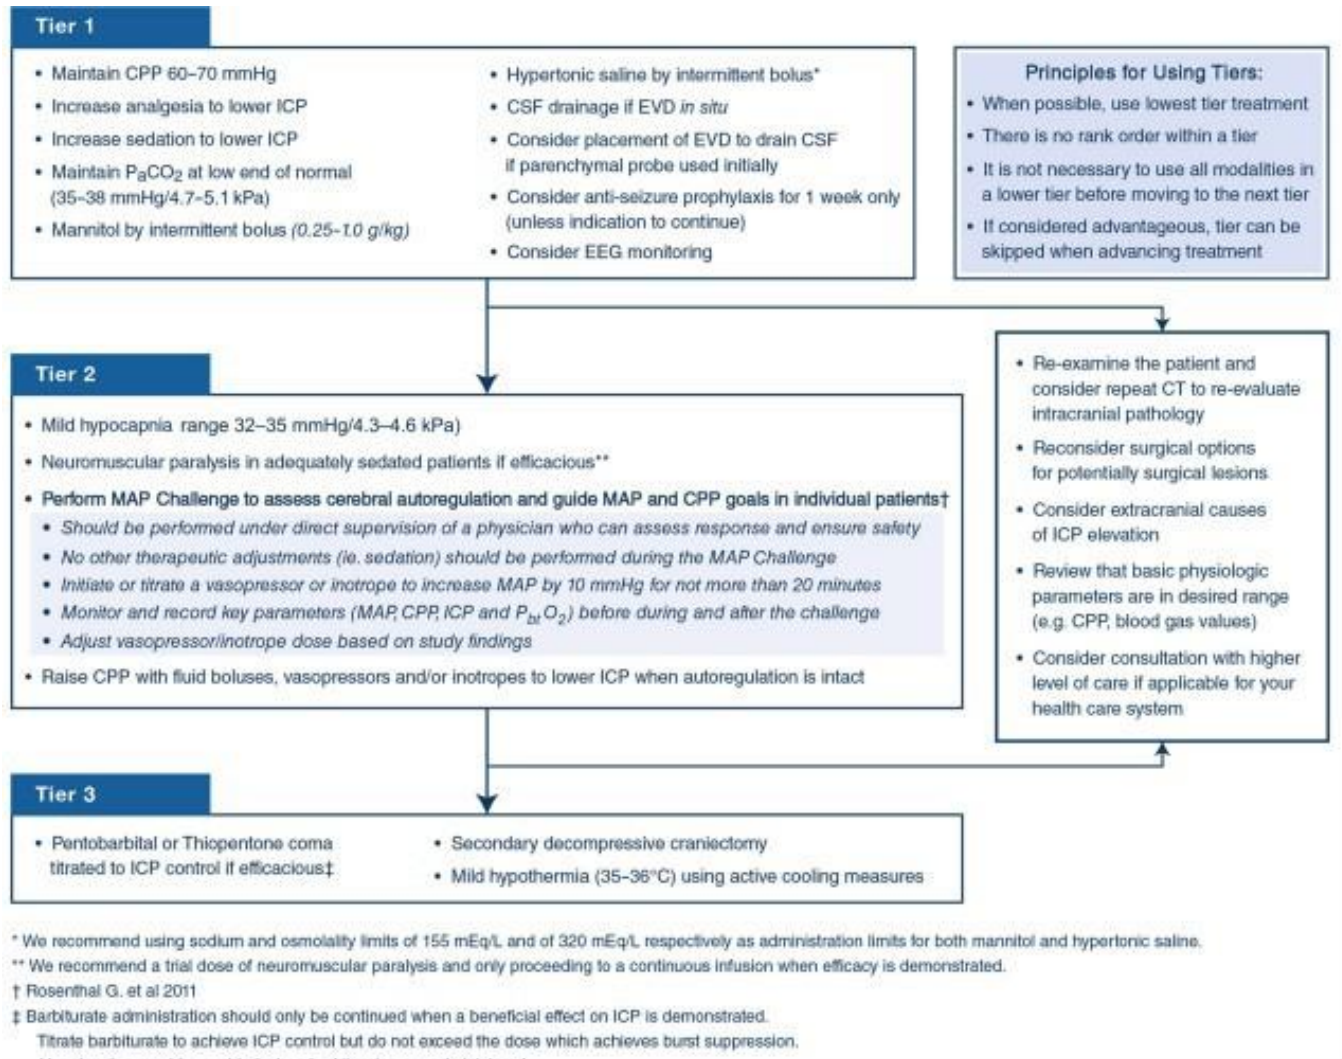 Tier 1
• Maintain CPP 60–70 mmHg
• Increase analgesia to lower ICP
• Increase sedation to lower ICP
• Maintain PaCO2 at low end of normal
(35–38 mmHg/4.7–5.1 kPa)
• Mannitol by intermittent bolus (0.25–1.0 g/kg)
• Hypertonic saline by intermittent bolus*
• CSF drainage if EVD in situ
• Consider placement of EVD to drain CSF
if parenchymal probe used initially
• Consider anti-seizure prophylaxis for 1 week only
(unless indication to continue)
• Consider EEG monitoring
Principles for Using Tiers:
• When possible, use lowest tier treatment
• There is no rank order within a tier
• It is not necessary to use all modalities in
a lower tier before moving to the next tier
• If considered advantageous, tier can be
skipped when advancing treatment
Tier 2
• Mild hypocapnia range 32–35 mmHg/4.3–4.6 kPa)
• Neuromuscular paralysis in adequately sedated patients if efficacious**
• Perform MAP Challenge to assess cerebral autoregulation and guide MAP and CPP goals in individual patients†
• Should be performed under direct supervision of a physician who can assess response and ensure safety
• No other therapeutic adjustments (ie. sedation) should be performed during the MAP Challenge
• Initiate or titrate a vasopressor or inotrope to increase MAP by 10 mmHg for not more than 20 minutes
• Monitor and record key parameters (MAP, CPP, ICP and PbtO2) before during and after the challenge
• Adjust vasopressor/inotrope dose based on study findings
• Raise CPP with fluid boluses, vasopressors and/or inotropes to lower ICP when autoregulation is intact
• Re-examine the patient and
consider repeat CT to re-evaluate
intracranial pathology
• Reconsider surgical options
for potentially surgical lesions
• Consider extracranial causes
of ICP elevation
• Review that basic physiologic
parameters are in desired range
(e.g. CPP, blood gas values)
• Consider consultation with higher
level of care if applicable for your
health care system
Tier 3
• Pentobarbital or Thiopentone coma
titrated to ICP control if efficacious‡
• Secondary decompressive craniectomy
• Mild hypothermia (35–36°C) using active cooling measures
* We recommend using sodium and osmolality limits of 155 mEq/L and of 320 mEq/L respectively as administration limits for both mannitol and hypertonic saline.
** We recommend a trial dose of neuromuscular paralysis and only proceeding to a continuous infusion when efficacy is demonstrated.
† Rosenthal G. et al 2011
‡ Barbiturate administration should only be continued when a beneficial effect on ICP is demonstrated.
Titrate barbiturate to achieve ICP control but do not exceed the dose which achieves burst suppression.